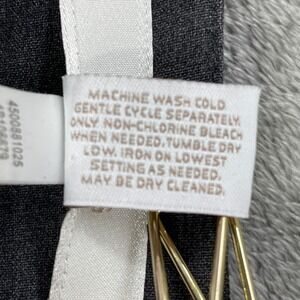 MACHINE WASH COLD
GENTLE CYCLE SEPARATELY.
ONLY NON-CHLORINE BLEACH
WHEN NEEDED. TUMBLE DRY
LOW. IRON ON LOWEST
SETTING AS NEEDED.
MAY BE DRY CLEANED.